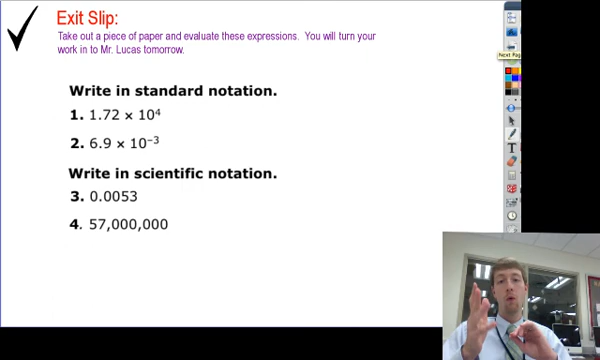 Exit Slip:
Take out a piece of paper and evaluate these expressions. You will turn your
work in to Mr. Lucas tomorrow.
Write in standard notation.
1. 1.72 × 10⁴
2. 6.9 × 10⁻³
Write in scientific notation.
3. 0.0053
4. 57,000,000
Next Pag
T